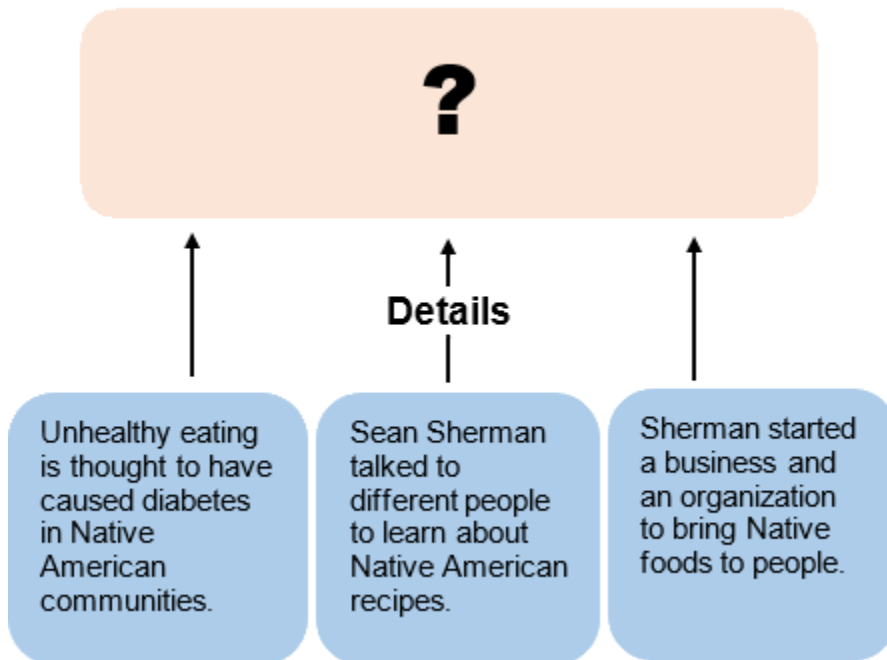 ?
Details
Unhealthy eating
is thought to have
caused diabetes
in Native
American
communities.
Sean Sherman
talked to
different people
to learn about
Native American
recipes.
Sherman started
a business and
an organization
to bring Native
foods to people.